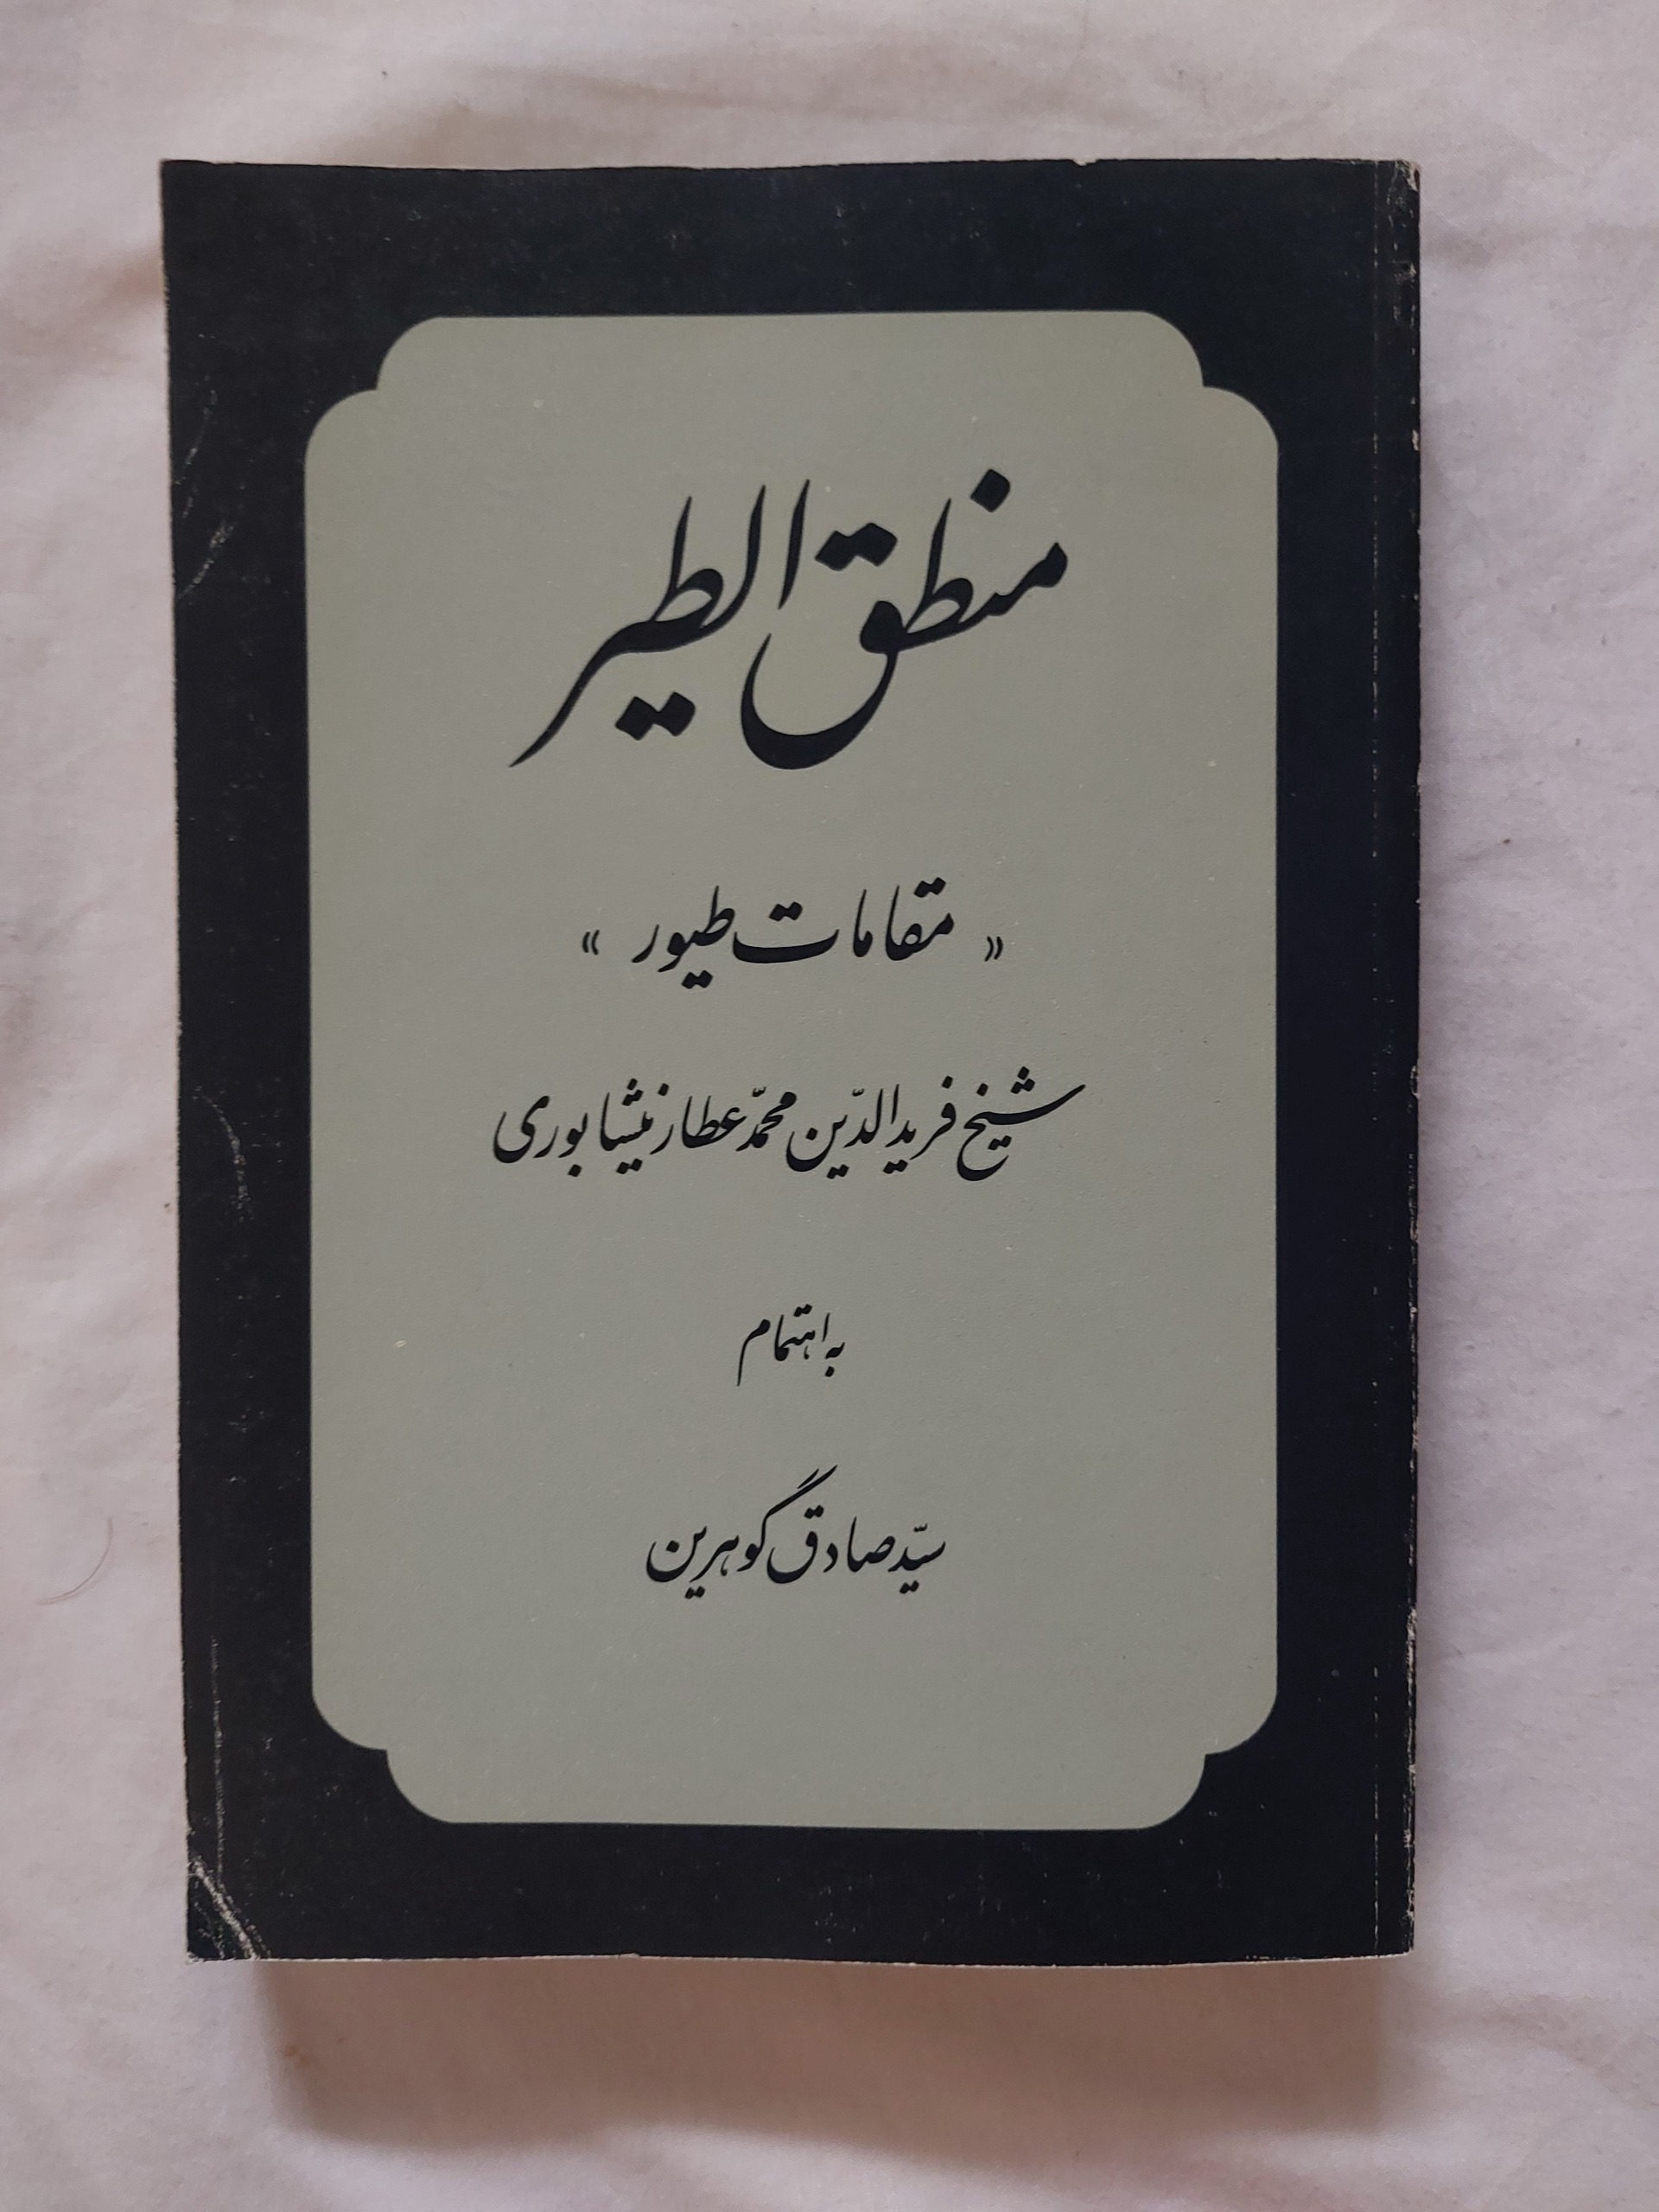 منطق الطیر
« مقامات طیور »
شیخ فریدالدّین محمّد عطار نیشابوری
به اهتمام
سیّد صادق گوهرین